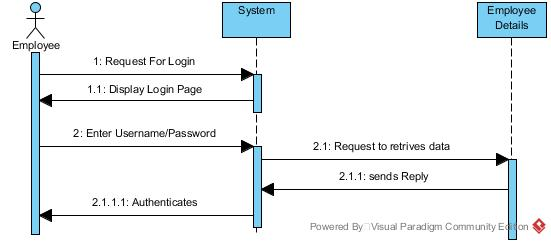 System
Employee
Details
Employee
1: Request For Login
1.1: Display Login Page
2: Enter Username/Password
2.1: Request to retrives data
2.1.1: sends Reply
2.1.1.1: Authenticates
Powered By Visual Paradigm Community Edition